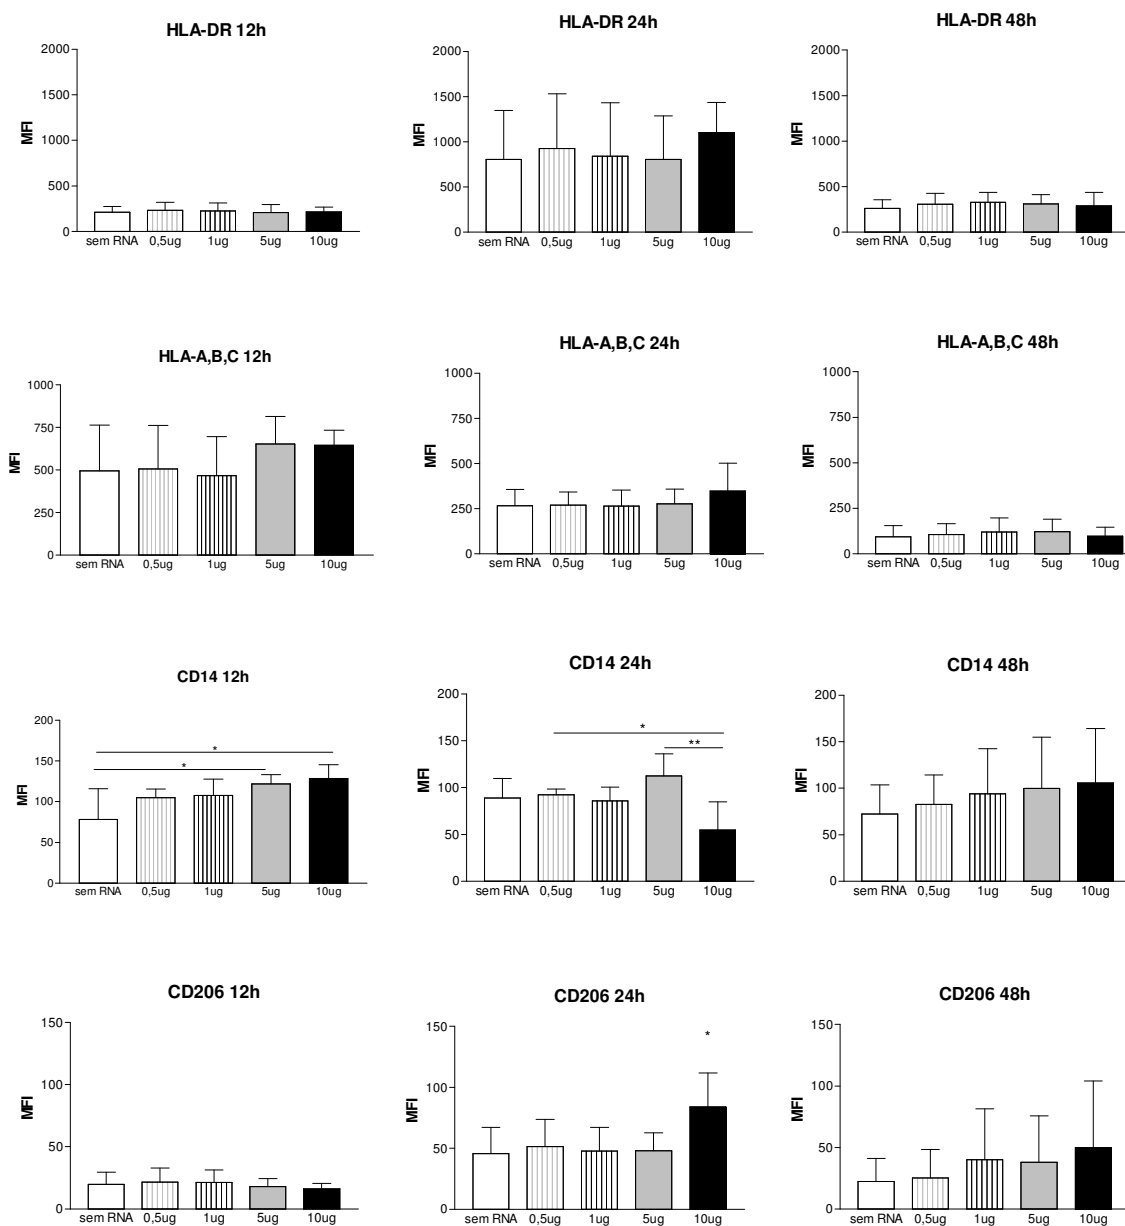 HLA-DR 12h
2000
1500
1000
500
0
MFI
sem RNA 0,5ug 1ug 5ug 10ug
HLA-DR 24h
2000
1500
1000
500
0
MFI
sem RNA 0,5ug 1ug 5ug 10ug
HLA-DR 48h
2000
1500
1000
500
0
MFI
sem RNA 0,5ug 1ug 5ug 10ug
HLA-A,B,C 12h
1000
750
500
250
0
MFI
sem RNA 0,5ug 1ug 5ug 10ug
HLA-A,B,C 24h
1000
750
500
250
0
MFI
sem RNA 0,5ug 1ug 5ug 10ug
HLA-A,B,C 48h
1000
750
500
250
0
MFI
sem RNA 0,5ug 1ug 5ug 10ug
CD14 12h
200
150
100
50
0
MFI
*
*
sem RNA 0,5ug 1ug 5ug 10ug
CD14 24h
200
150
100
50
0
MFI
*
**
sem RNA 0,5ug 1ug 5ug 10ug
CD14 48h
200
150
100
50
0
MFI
sem RNA 0,5ug 1ug 5ug 10ug
CD206 12h
150
100
50
0
MFI
sem RNA 0,5ug 1ug 5ug 10ug
CD206 24h
150
100
50
0
MFI
*
sem RNA 0,5ug 1ug 5ug 10ug
CD206 48h
150
100
50
0
MFI
sem RNA 0,5ug 1ug 5ug 10ug